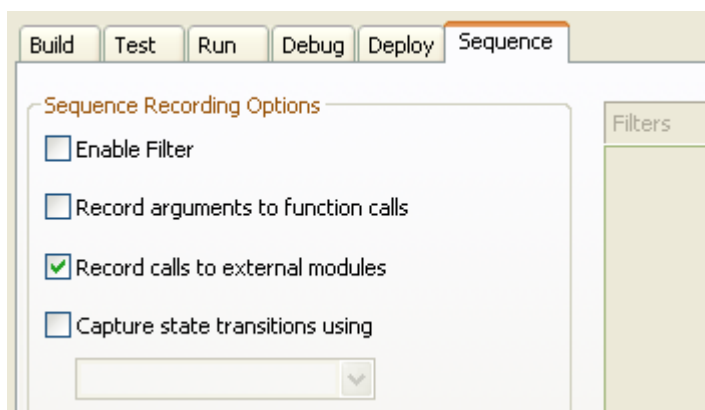 Build Test Run Debug Deploy Sequence
Sequence Recording Options
Filters
Enable Filter
Record arguments to function calls
Record calls to external modules
Capture state transitions using